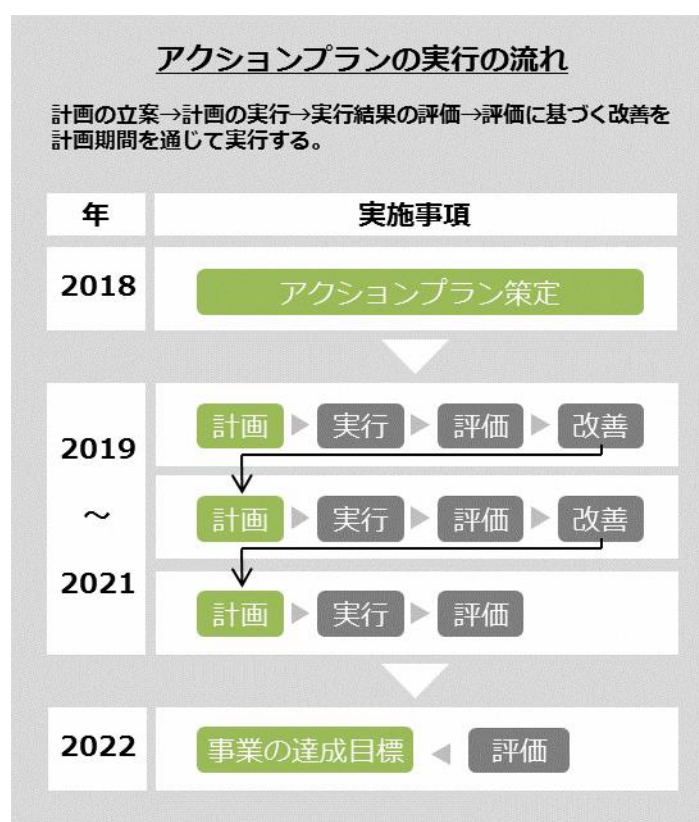 アクションプランの実行の流れ
計画の立案→計画の実行→実行結果の評価→評価に基づく改善を
計画期間を通じて実行する。
年 実施事項
2018 アクションプラン策定
2019
～
2021
計画 実行 評価 改善
計画 実行 評価 改善
計画 実行 評価
2022 事業の達成目標 評価